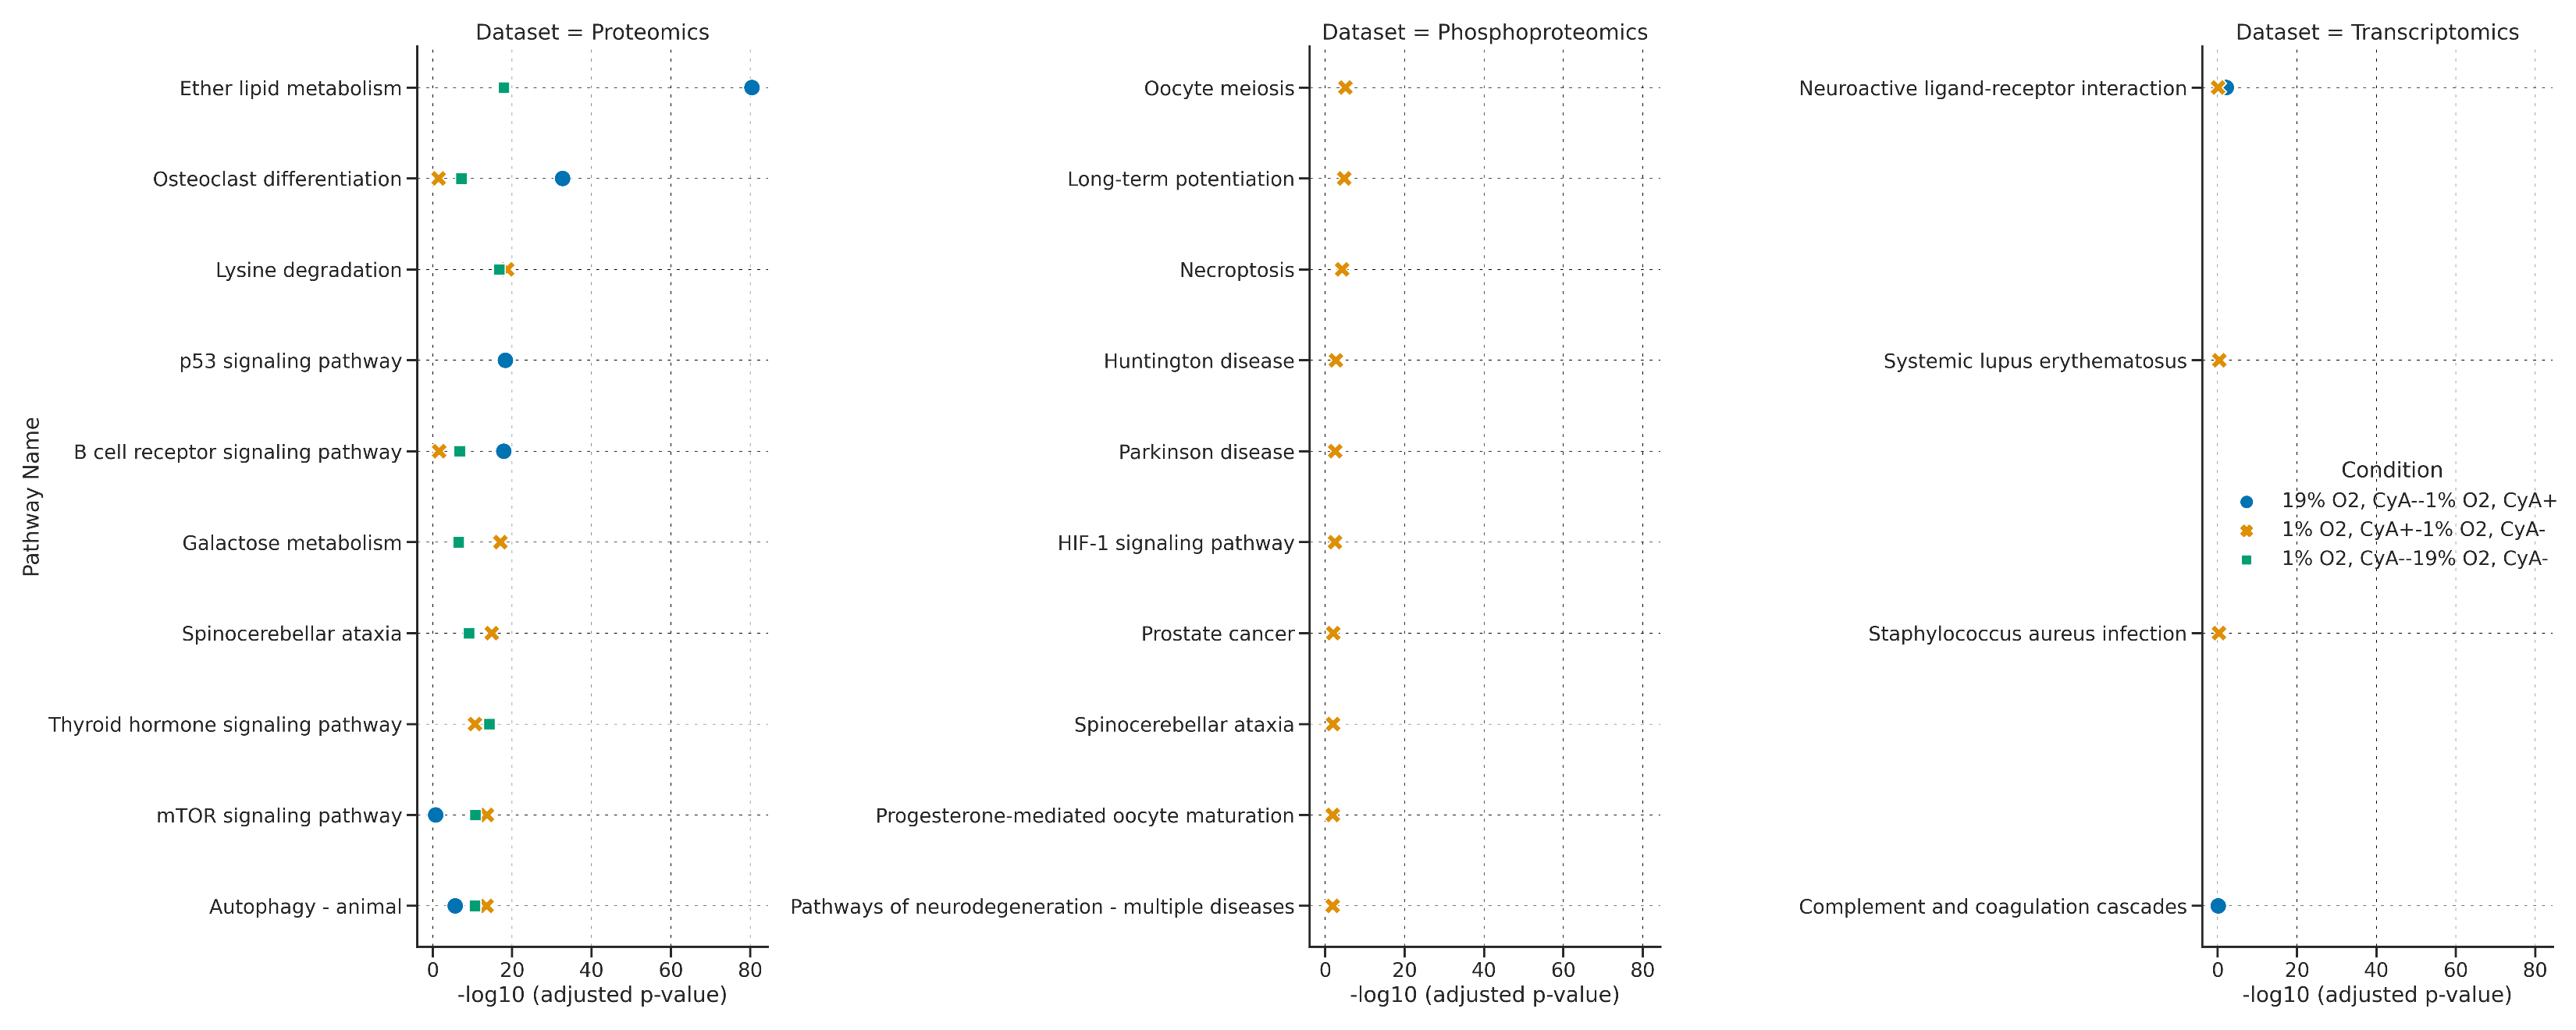 Dataset = Proteomics
Dataset = Phosphoproteomics
Dataset = Transcriptomics
Pathway Name
Ether lipid metabolism
Osteoclast differentiation
Lysine degradation
p53 signaling pathway
B cell receptor signaling pathway
Galactose metabolism
Spinocerebellar ataxia
Thyroid hormone signaling pathway
mTOR signaling pathway
Autophagy - animal
0 20 40 60 80
-log10 (adjusted p-value)
Oocyte meiosis
Long-term potentiation
Necroptosis
Huntington disease
Parkinson disease
HIF-1 signaling pathway
Prostate cancer
Spinocerebellar ataxia
Progesterone-mediated oocyte maturation
Pathways of neurodegeneration - multiple diseases
0 20 40 60 80
-log10 (adjusted p-value)
Neuroactive ligand-receptor interaction
Systemic lupus erythematosus
Staphylococcus aureus infection
Complement and coagulation cascades
0 20 40 60 80
-log10 (adjusted p-value)
Condition
19% O2, CyA--1% O2, CyA+
1% O2, CyA+-1% O2, CyA-
1% O2, CyA--19% O2, CyA-